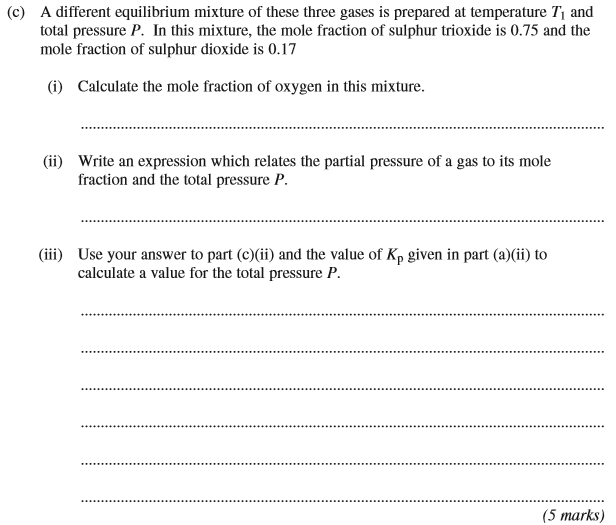 (c) A different equilibrium mixture of these three gases is prepared at temperature T₁ and
total pressure P. In this mixture, the mole fraction of sulphur trioxide is 0.75 and the
mole fraction of sulphur dioxide is 0.17
(i) Calculate the mole fraction of oxygen in this mixture.
(ii) Write an expression which relates the partial pressure of a gas to its mole
fraction and the total pressure P.
(iii) Use your answer to part (c)(ii) and the value of Kₚ given in part (a)(ii) to
calculate a value for the total pressure P.
(5 marks)